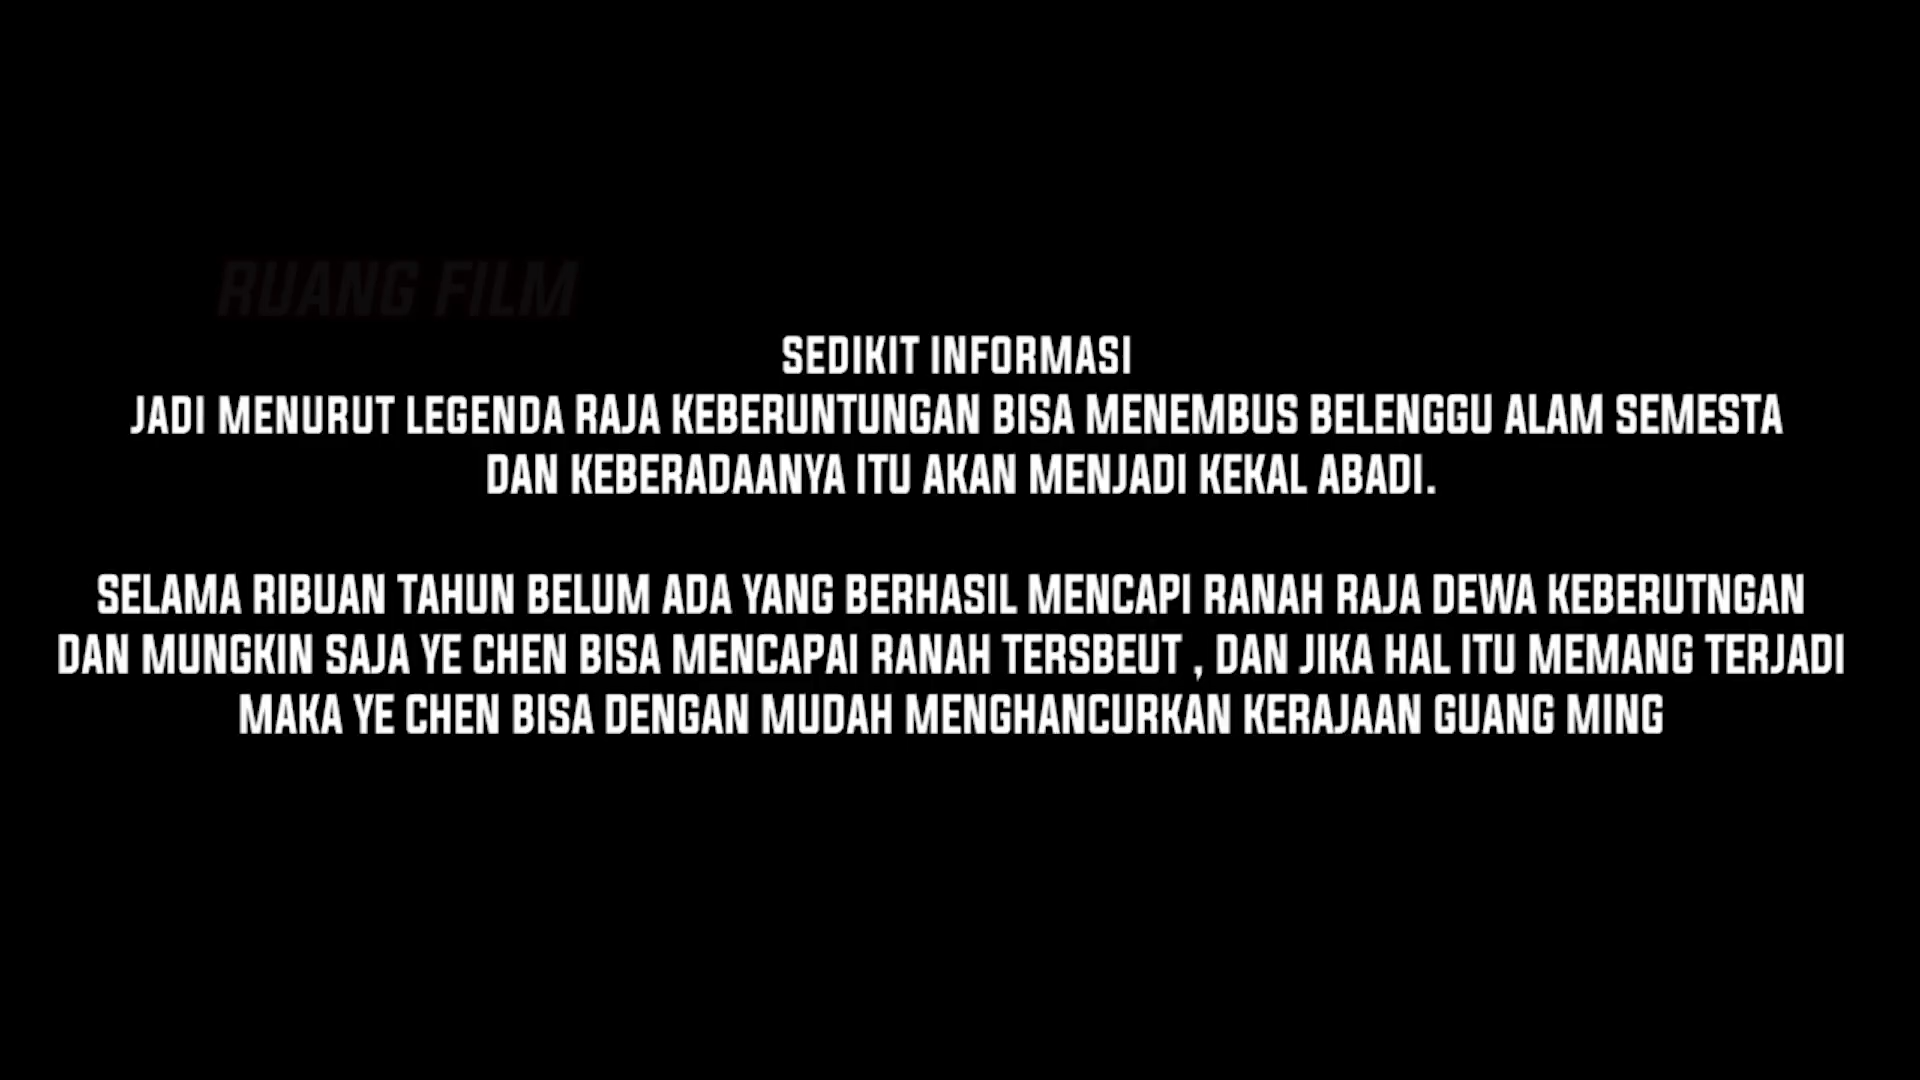 RUANG FILM
SEDIKIT INFORMASI
JADI MENURUT LEGENDA RAJA KEBERUNTUNGAN BISA MENEMBUS BELENGGU ALAM SEMESTA
DAN KEBERADAANYA ITU AKAN MENJADI KEKAL ABADI.
SELAMA RIBUAN TAHUN BELUM ADA YANG BERHASIL MENCAPI RANAH RAJA DEWA KEBERUTNGAN
DAN MUNGKIN SAJA YE CHEN BISA MENCAPAI RANAH TERSBEUT , DAN JIKA HAL ITU MEMANG TERJADI
MAKA YE CHEN BISA DENGAN MUDAH MENGHANCURKAN KERAJAAN GUANG MING